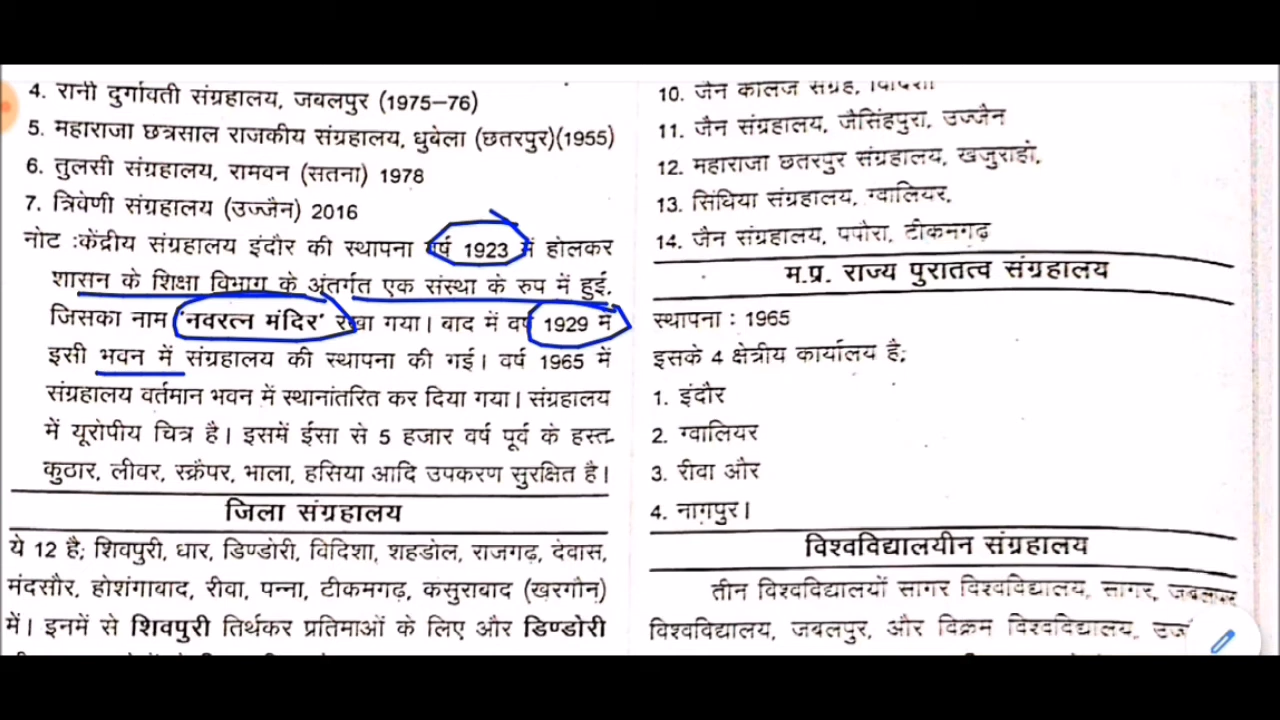 4. रानी दुर्गावती संग्रहालय, जबलपुर (1975–76)
5. महाराजा छत्रसाल राजकीय संग्रहालय, धुबेला (छतरपुर)(1955)
6. तुलसी संग्रहालय, रामवन (सतना) 1978
7. त्रिवेणी संग्रहालय (उज्जैन) 2016
नोट :केंद्रीय संग्रहालय इंदौर की स्थापना वर्ष 1923 में होलकर
शासन के शिक्षा विभाग के अंतर्गत एक संस्था के रुप में हुई,
जिसका नाम 'नवरत्न मंदिर' रखा गया। बाद में वर्ष 1929 में
इसी भवन में संग्रहालय की स्थापना की गई। वर्ष 1965 में
संग्रहालय वर्तमान भवन में स्थानांतरित कर दिया गया। संग्रहालय
में यूरोपीय चित्र है। इसमें ईसा से 5 हजार वर्ष पूर्व के हस्त-
कुठार, लीवर, स्क्रैपर, भाला, हसिया आदि उपकरण सुरक्षित है।
जिला संग्रहालय
ये 12 है; शिवपुरी, धार, डिण्डोरी, विदिशा, शहडोल, राजगढ़, देवास,
मंदसौर, होशंगाबाद, रीवा, पन्ना, टीकमगढ़, कसुराबाद (खरगौन)
में। इनमें से शिवपुरी तिर्थकर प्रतिमाओं के लिए और डिण्डोरी
10. जैन कालेज संग्रह, विदिशा
11. जैन संग्रहालय, जैसिंहपुरा, उज्जैन
12. महाराजा छतरपुर संग्रहालय, खजुराहो,
13. सिंधिया संग्रहालय, ग्वालियर,
14. जैन संग्रहालय, पपौरा, टीकमगढ़
म.प्र. राज्य पुरातत्व संग्रहालय
स्थापना : 1965
इसके 4 क्षेत्रीय कार्यालय है;
1. इंदौर
2. ग्वालियर
3. रीवा और
4. नागपुर।
विश्वविद्यालयीन संग्रहालय
तीन विश्वविद्यालयों सागर विश्वविद्यालय, सागर, जबलपुर
विश्वविद्यालय, जबलपुर, और विक्रम विश्वविद्यालय,